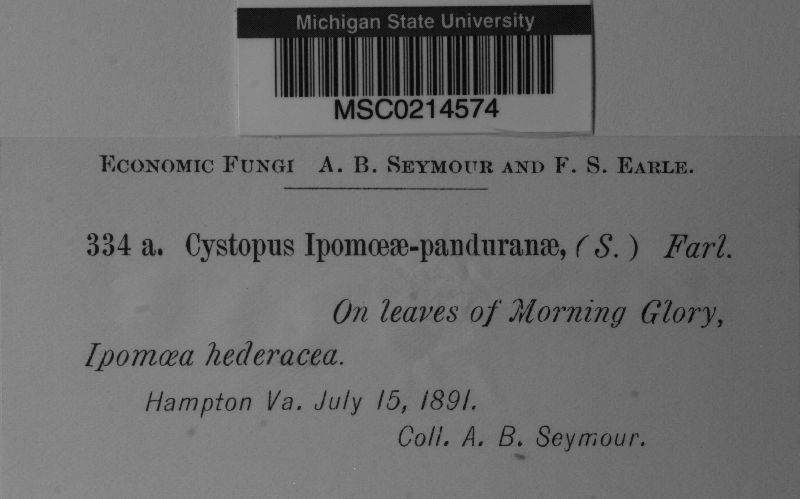 Michigan State University
MSC0214574
Economic Fungi A. B. Seymour and F. S. Earle.
334 a. Cystopus Ipomœæ-panduranæ, (S.) Farl.
On leaves of Morning Glory,
Ipomœa hederacea.
Hampton Va. July 15, 1891.
Coll. A. B. Seymour.